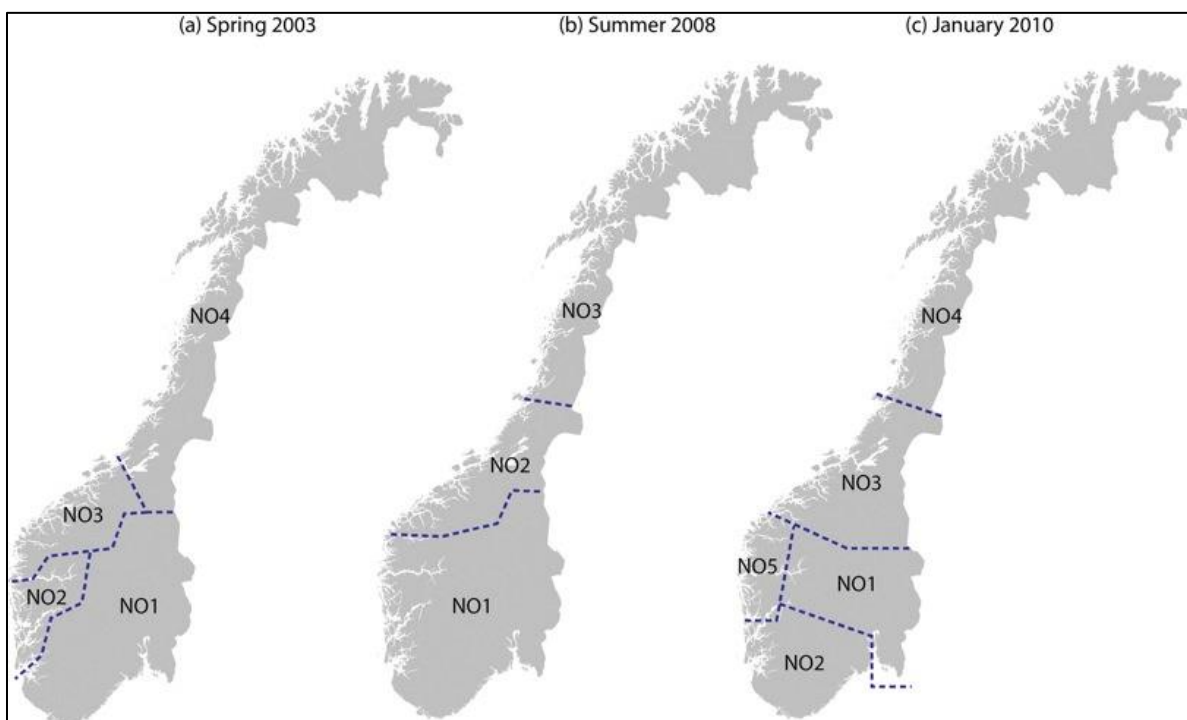 (a) Spring 2003
(b) Summer 2008
(c) January 2010
NO4
NO3
NO2
NO1
NO3
NO2
NO1
NO4
NO3
NO5
NO1
NO2